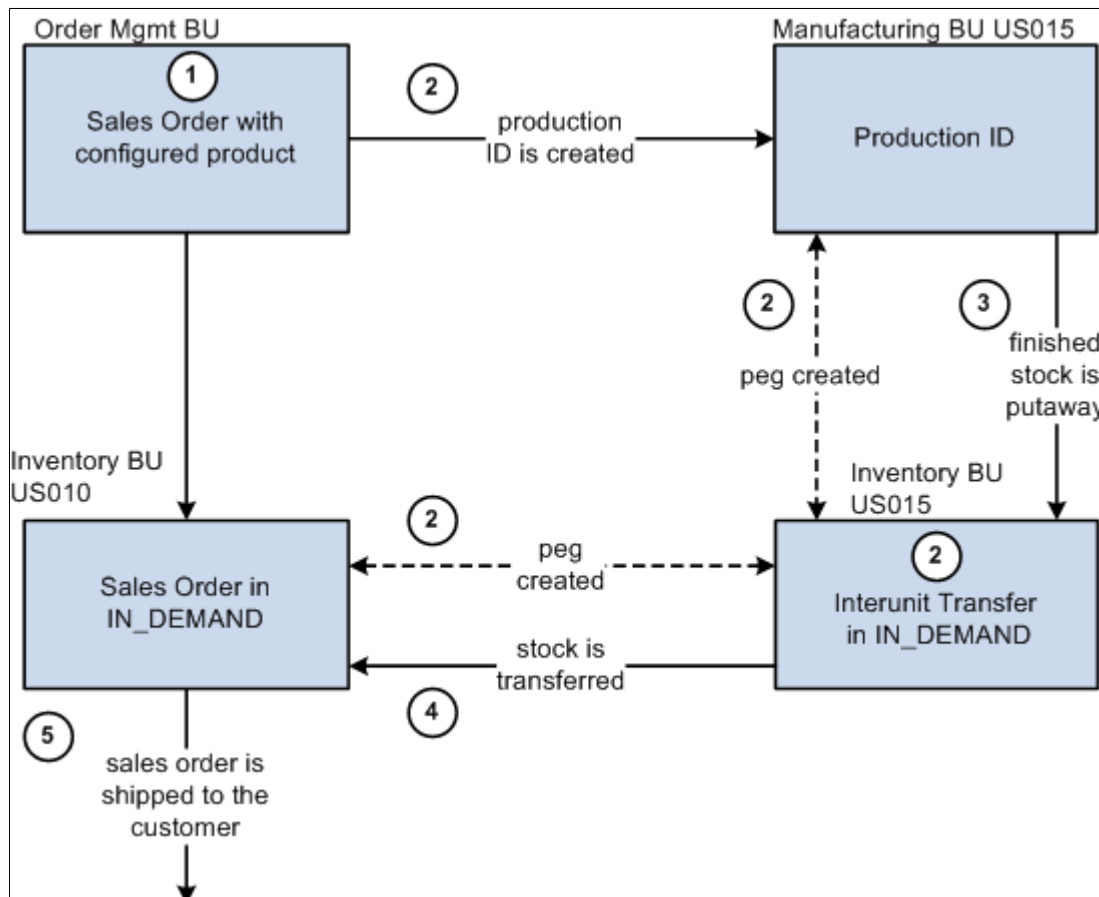 Order Mgmt BU
Manufacturing BU US015
1
Sales Order with
configured product
2
production
ID is created
Production ID
2
peg created
3
finished
stock is
putaway
Inventory BU
US010
Inventory BU
US015
2
peg
created
Sales Order in
IN_DEMAND
2
Interunit Transfer
in IN_DEMAND
stock is
transferred
4
5
sales order is
shipped to the
customer